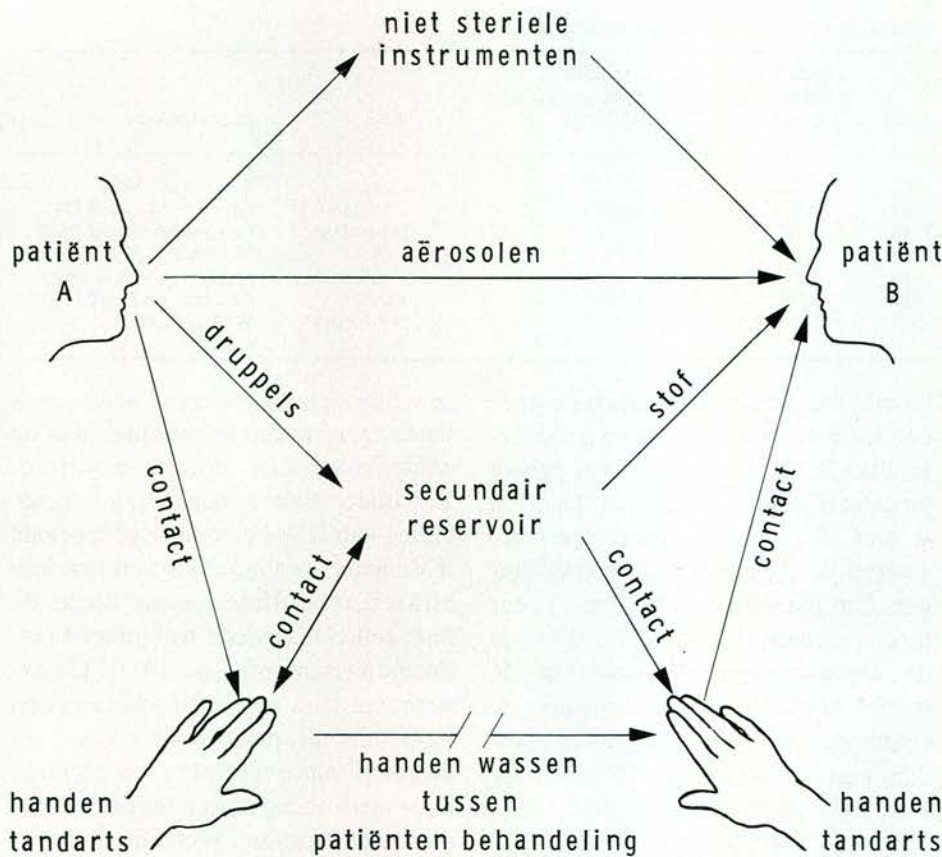 niet steriele
instrumenten
patiënt
A
aërosolen
patiënt
B
druppels
stof
contact
secundair
reservoir
contact
contact
contact
handen
tandarts
handen wassen
tussen
patiënten behandeling
handen
tandarts